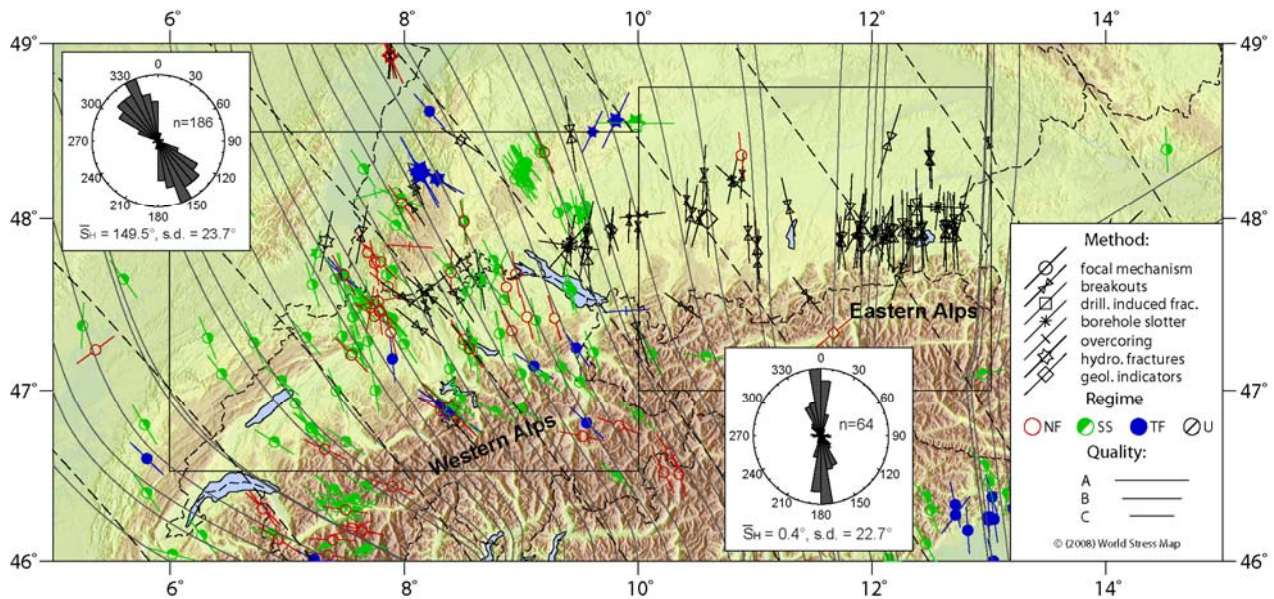 6° 8° 10° 12° 14°
49° 49°
0
330 30
300 60
270 n=186 90
240 120
210 150
180
S̅H = 149.5°, s.d. = 23.7°
48° 48°
Method:
focal mechanism
breakouts
drill. induced frac.
borehole slotter
overcoring
hydro. fractures
geol. indicators
Regime
NF SS TF U
Quality:
A
B
C
© (2008) World Stress Map
Eastern Alps
47° 47°
0
330 30
300 60
270 n=64 90
240 120
210 150
180
S̅H = 0.4°, s.d. = 22.7°
Western Alps
46° 46°
6° 8° 10° 12° 14°